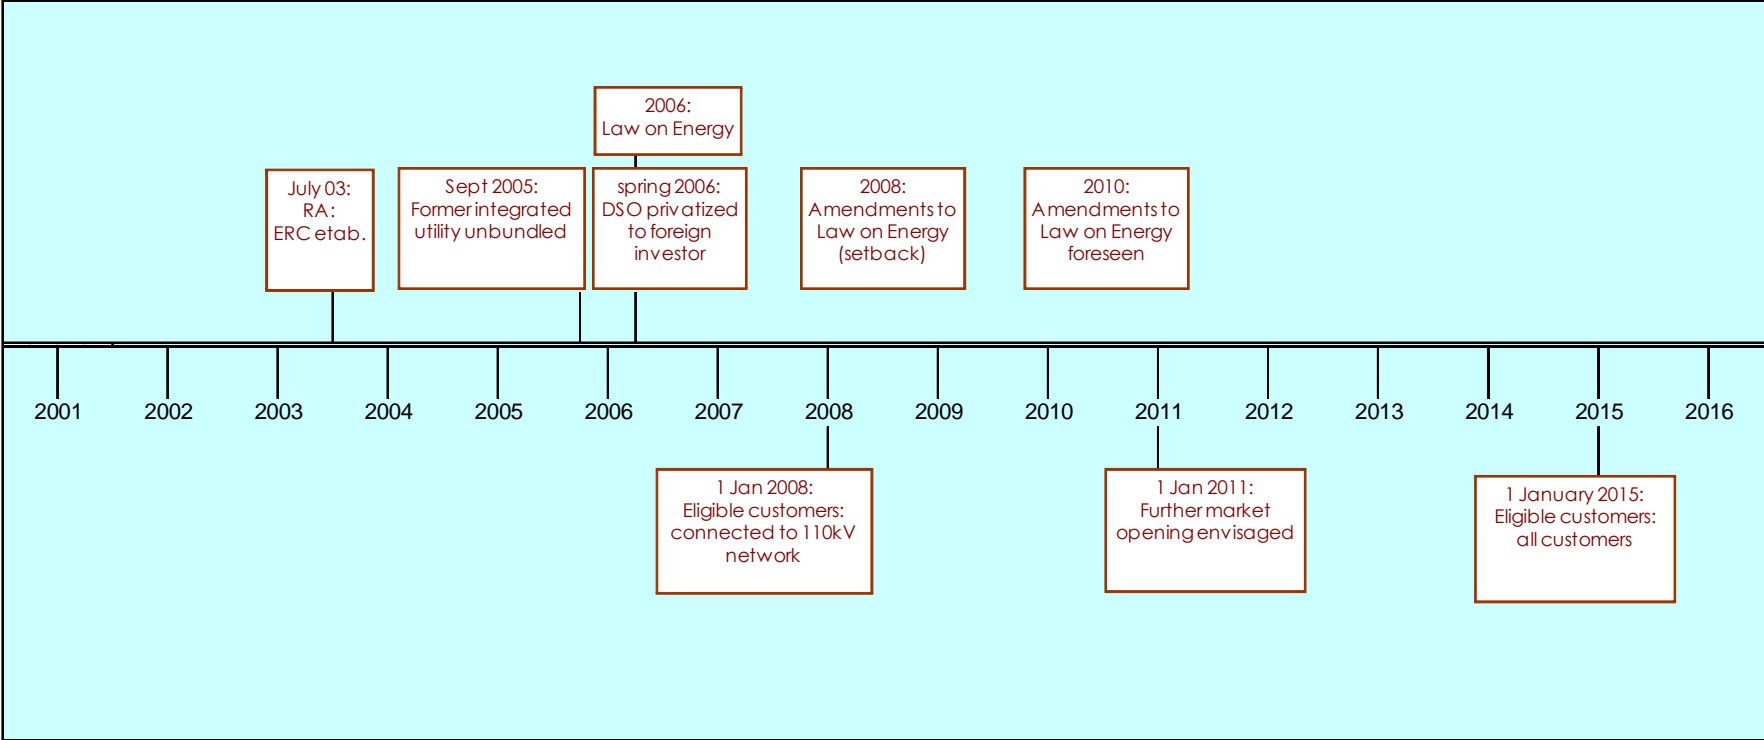 2006:
Law on Energy
July 03:
RA:
ERC etab.
Sept 2005:
Former integrated
utility unbundled
spring 2006:
DSO privatized
to foreign
investor
2008:
Amendments to
Law on Energy
(setback)
2010:
Amendments to
Law on Energy
foreseen
2001 2002 2003 2004 2005 2006 2007 2008 2009 2010 2011 2012 2013 2014 2015 2016
1 Jan 2008:
Eligible customers:
connected to 110kV
network
1 Jan 2011:
Further market
opening envisaged
1 January 2015:
Eligible customers:
all customers